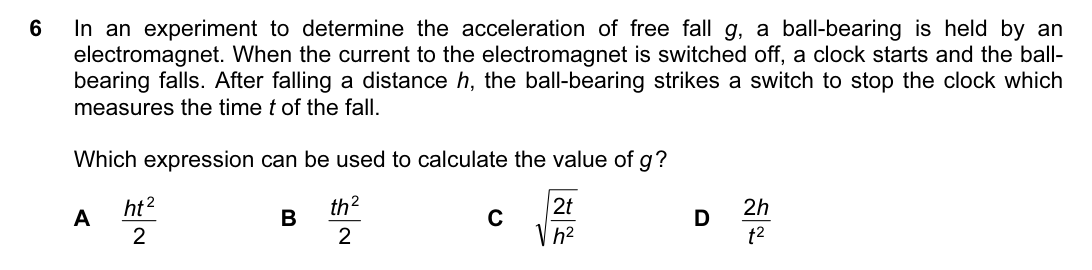 6 In an experiment to determine the acceleration of free fall g, a ball-bearing is held by an
electromagnet. When the current to the electromagnet is switched off, a clock starts and the ball-
bearing falls. After falling a distance h, the ball-bearing strikes a switch to stop the clock which
measures the time t of the fall.
Which expression can be used to calculate the value of g?
A ht²/2 B th²/2 C √(2t/h²) D 2h/t²